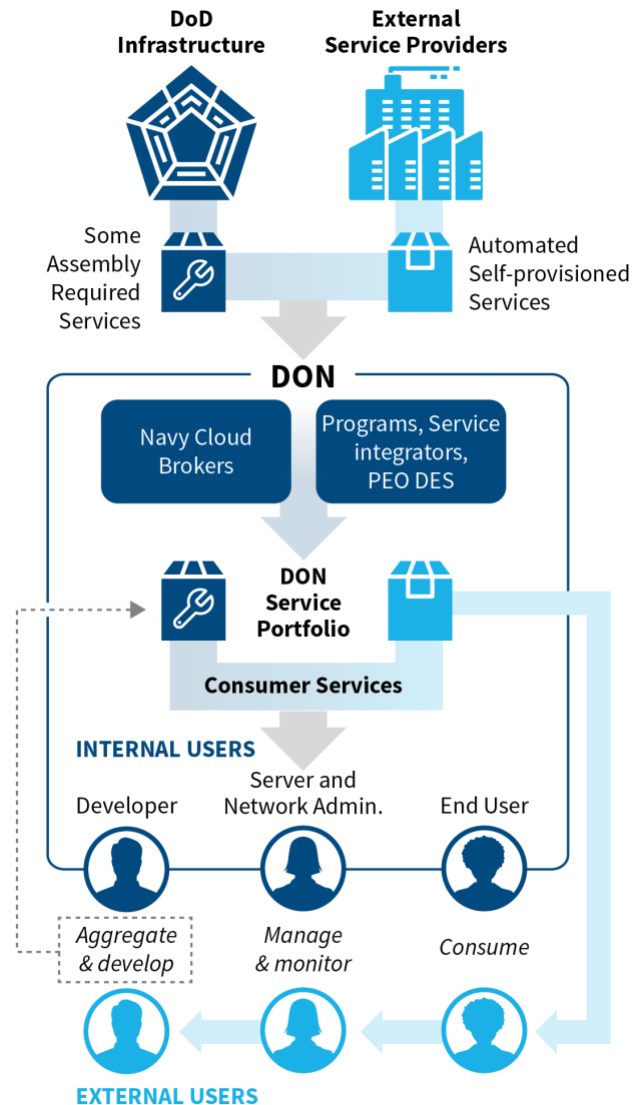 DoD
Infrastructure
External
Service Providers
Some
Assembly
Required
Services
Automated
Self-provisioned
Services
DON
Navy Cloud
Brokers
Programs, Service
integrators,
PEO DES
DON
Service
Portfolio
Consumer Services
INTERNAL USERS
Developer
Server and
Network Admin.
End User
Aggregate
& develop
Manage
& monitor
Consume
EXTERNAL USERS